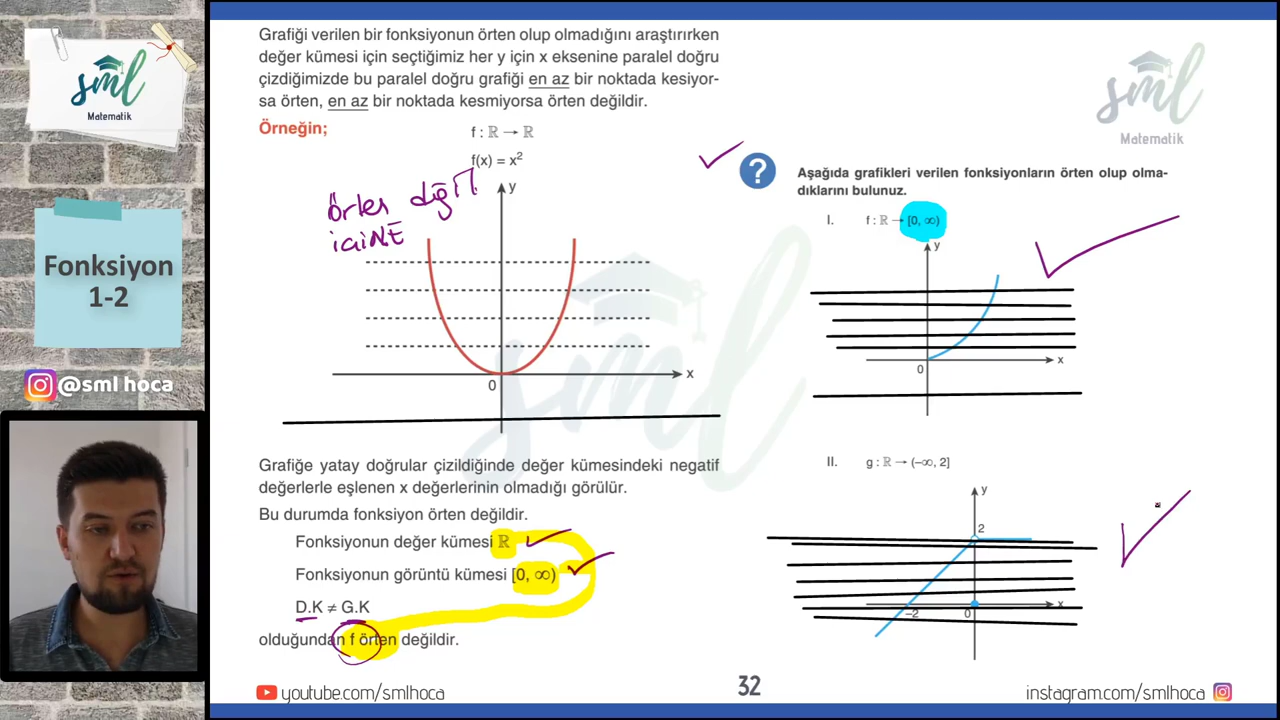 sml
Matematik
Fonksiyon
1-2
@sml hoca
Grafiği verilen bir fonksiyonun örten olup olmadığını araştırırken
değer kümesi için seçtiğimiz her y için x eksenine paralel doğru
çizdiğimizde bu paralel doğru grafiği en az bir noktada kesiyor-
sa örten, en az bir noktada kesmiyorsa örten değildir.
Örneğin;
f : ℝ → ℝ
f(x) = x²
örten değil
içiNE
y
x
0
Grafiğe yatay doğrular çizildiğinde değer kümesindeki negatif
değerlerle eşlenen x değerlerinin olmadığı görülür.
Bu durumda fonksiyon örten değildir.
Fonksiyonun değer kümesi ℝ
Fonksiyonun görüntü kümesi [0, ∞)
D.K ≠ G.K
olduğundan f örten değildir.
sml
Matematik
?
Aşağıda grafikleri verilen fonksiyonların örten olup olma-
dıklarını bulunuz.
I. f : ℝ → [0, ∞)
y
x
0
II. g : ℝ → (–∞, 2]
y
2
x
–2
0
sml
youtube.com/smlhoca
32
instagram.com/smlhoca